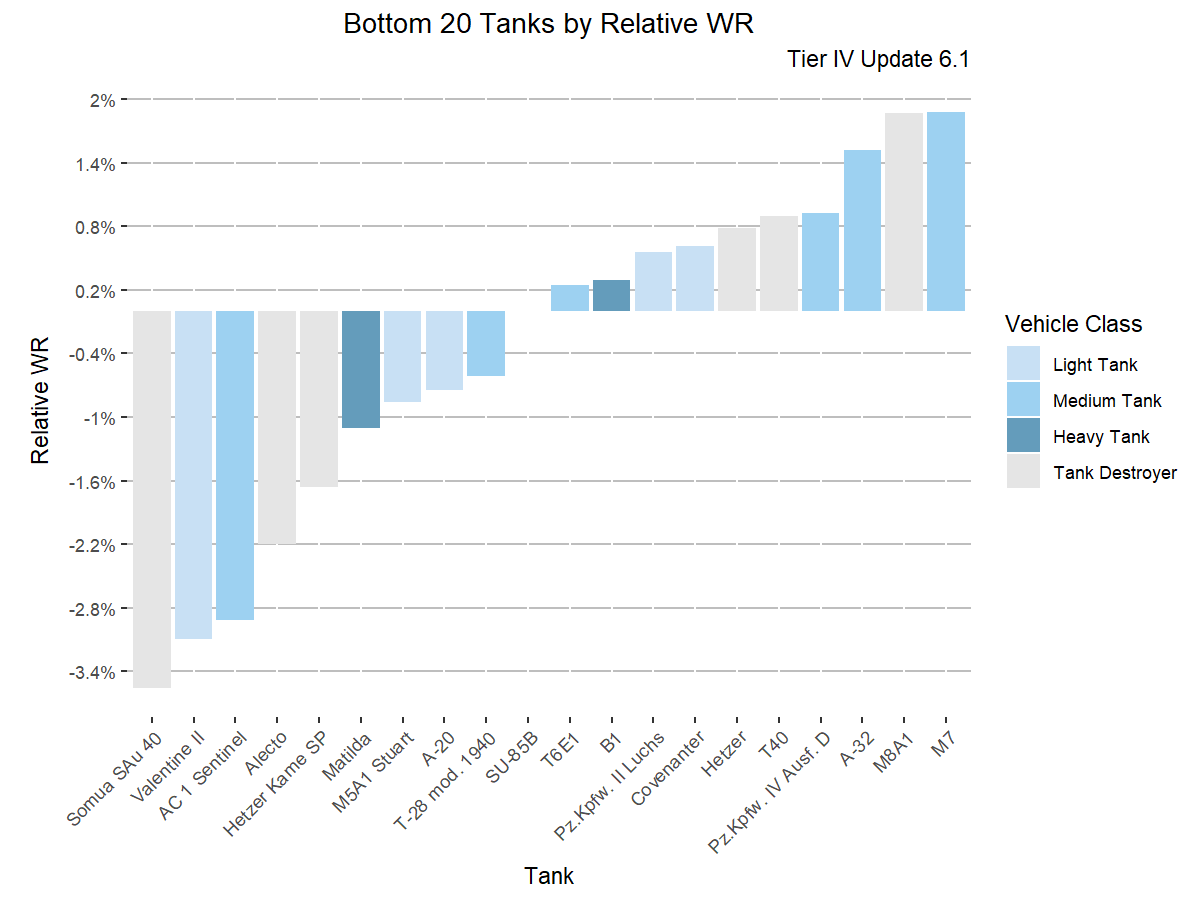 Bottom 20 Tanks by Relative WR
Tier IV Update 6.1
2%
1.4%
0.8%
0.2%
-0.4%
-1%
-1.6%
-2.2%
-2.8%
-3.4%
Relative WR
Somua SAu 40
Valentine II
AC 1 Sentinel
Alecto
Hetzer Kame SP
Matilda
M5A1 Stuart
A-20
T-28 mod. 1940
SU-85B
T6E1
B1
Pz.Kpfw. II Luchs
Covenanter
Hetzer
T40
Pz.Kpfw. IV Ausf. D
A-32
M8A1
M7
Tank
Vehicle Class
Light Tank
Medium Tank
Heavy Tank
Tank Destroyer